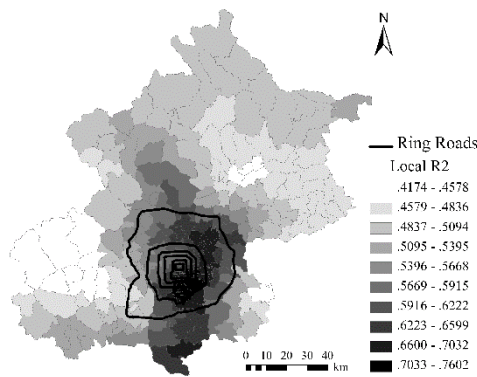 N
Ring Roads
Local R2
.4174 - .4578
.4579 - .4836
.4837 - .5094
.5095 - .5395
.5396 - .5668
.5669 - .5915
.5916 - .6222
.6223 - .6599
.6600 - .7032
.7033 - .7602
0 5 10 20 30 40
km